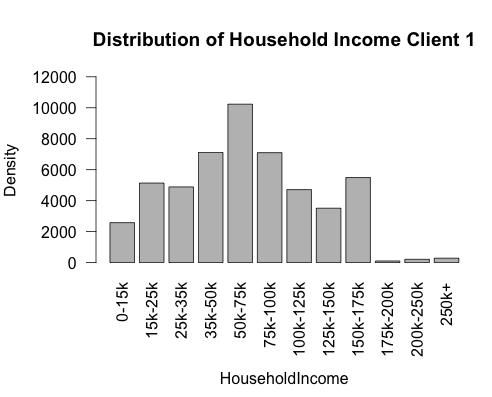 Distribution of Household Income Client 1
Density
12000
10000
8000
6000
4000
2000
0
0-15k
15k-25k
25k-35k
35k-50k
50k-75k
75k-100k
100k-125k
125k-150k
150k-175k
175k-200k
200k-250k
250k+
HouseholdIncome